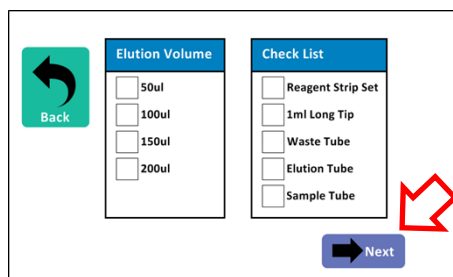 Back
Elution Volume
50ul
100ul
150ul
200ul
Check List
Reagent Strip Set
1ml Long Tip
Waste Tube
Elution Tube
Sample Tube
Next